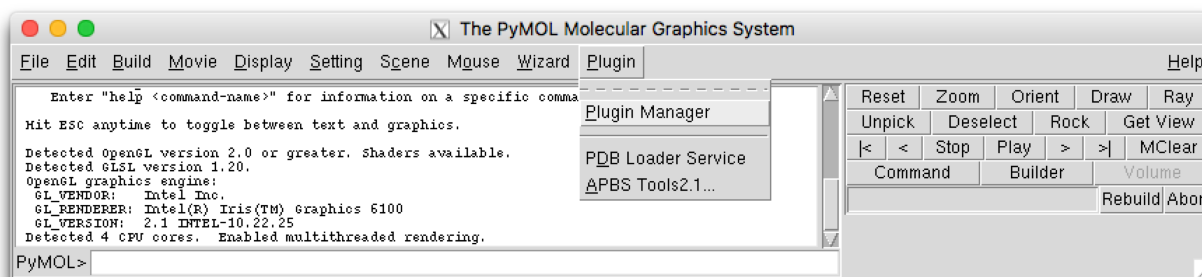 The PyMOL Molecular Graphics System
File Edit Build Movie Display Setting Scene Mouse Wizard Plugin Help
Enter "help <command-name>" for information on a specific comma
Hit ESC anytime to toggle between text and graphics.
Detected OpenGL version 2.0 or greater. Shaders available.
Detected GLSL version 1.20.
OpenGL graphics engine:
GL_VENDOR: Intel Inc.
GL_RENDERER: Intel(R) Iris(TM) Graphics 6100
GL_VERSION: 2.1 INTEL-10.22.25
Detected 4 CPU cores. Enabled multithreaded rendering.
PyMOL>
Plugin Manager
PDB Loader Service
APBS Tools2.1...
Reset Zoom Orient Draw Ray
Unpick Deselect Rock Get View
|< < Stop Play > >| MClear
Command Builder Volume
Rebuild Abor